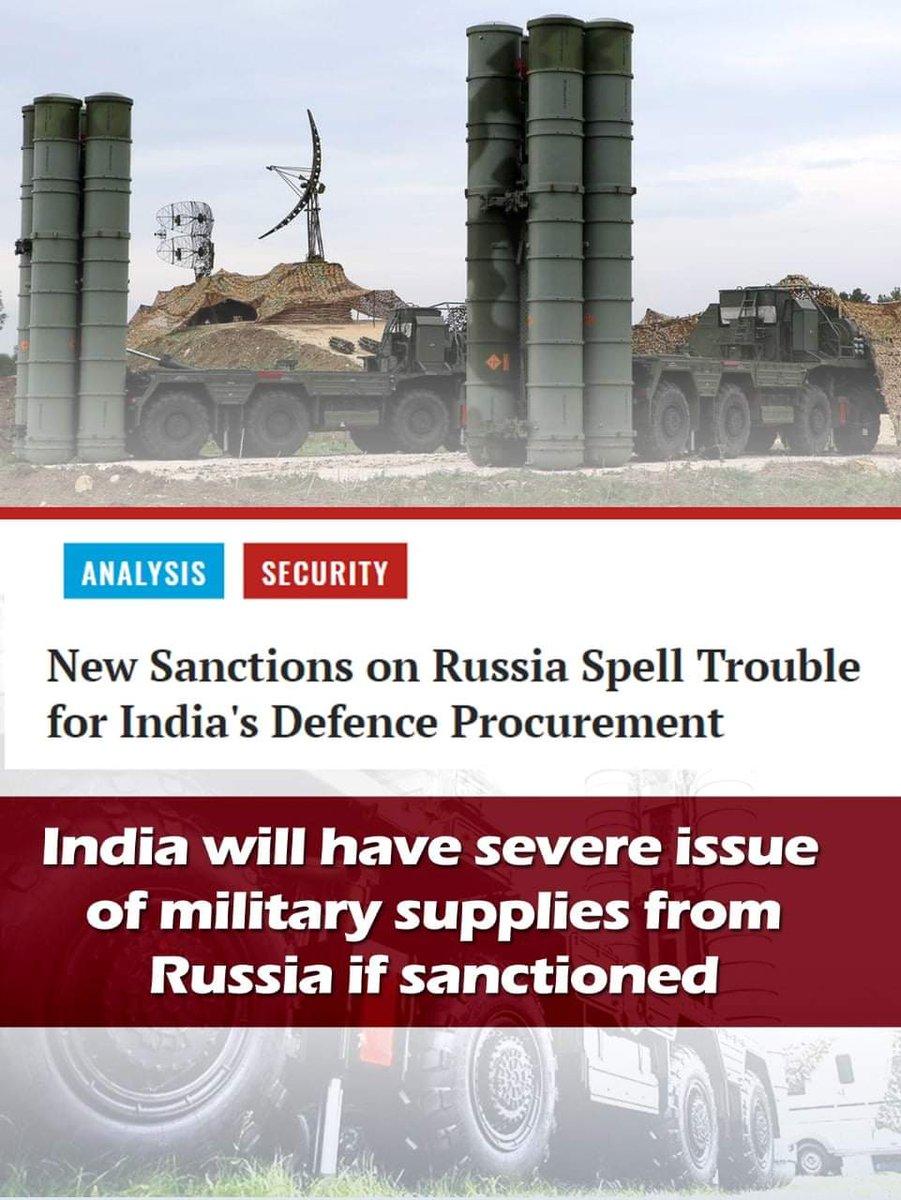 ANALYSIS SECURITY
New Sanctions on Russia Spell Trouble
for India's Defence Procurement
India will have severe issue
of military supplies from
Russia if sanctioned